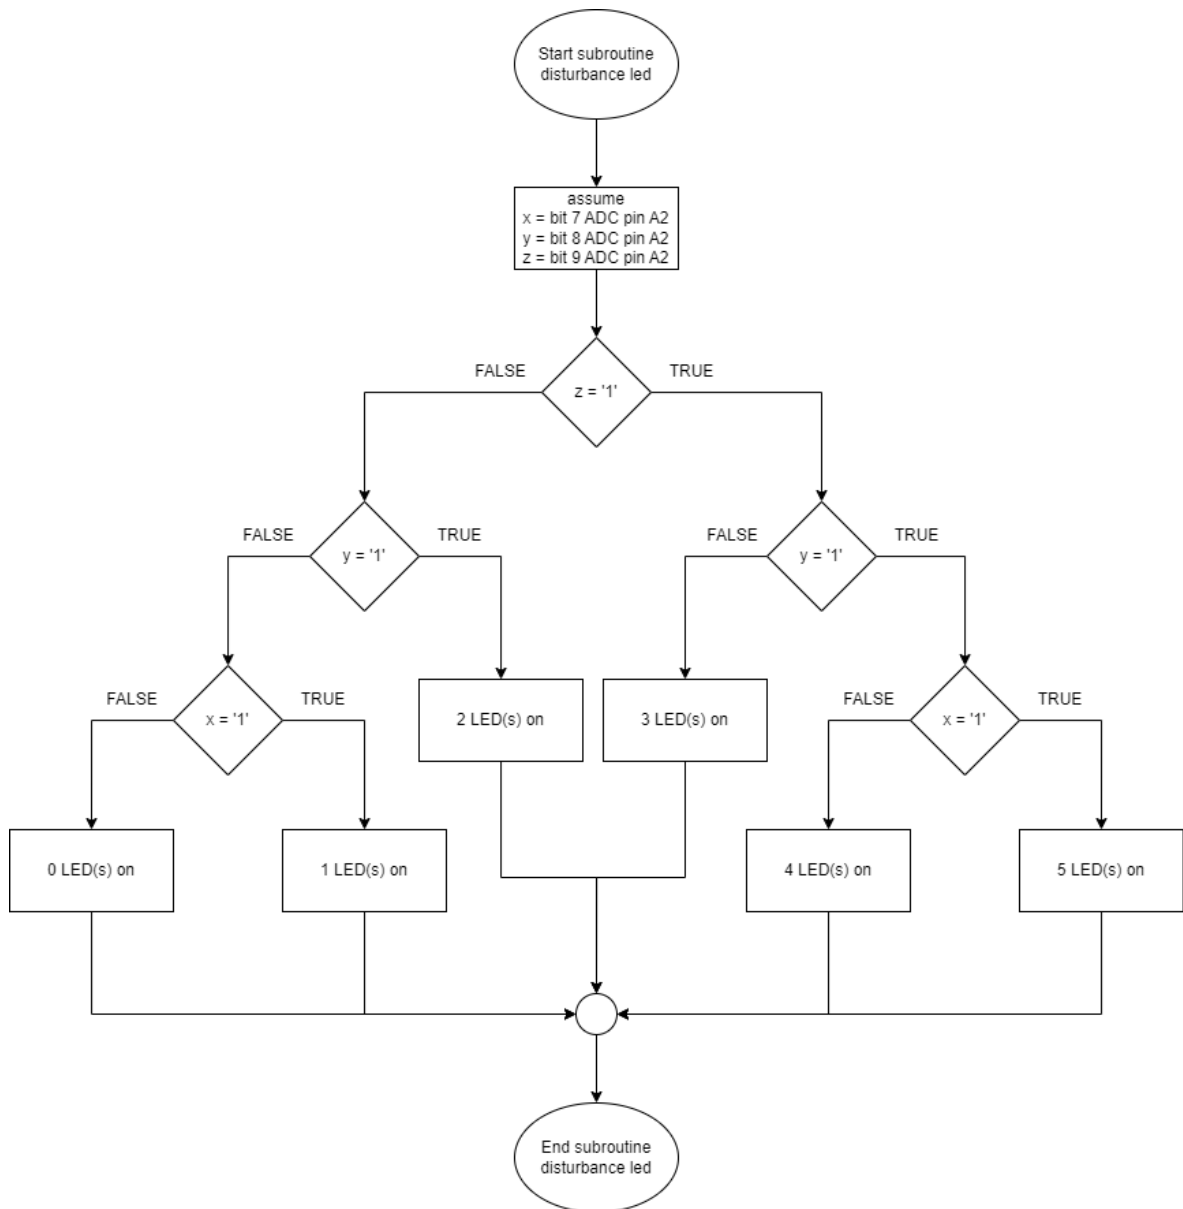 Start subroutine
disturbance led
assume
x = bit 7 ADC pin A2
y = bit 8 ADC pin A2
z = bit 9 ADC pin A2
FALSE
TRUE
z = '1'
FALSE
TRUE
FALSE
TRUE
y = '1'
y = '1'
FALSE
TRUE
FALSE
TRUE
x = '1'
2 LED(s) on
3 LED(s) on
x = '1'
0 LED(s) on
1 LED(s) on
4 LED(s) on
5 LED(s) on
End subroutine
disturbance led